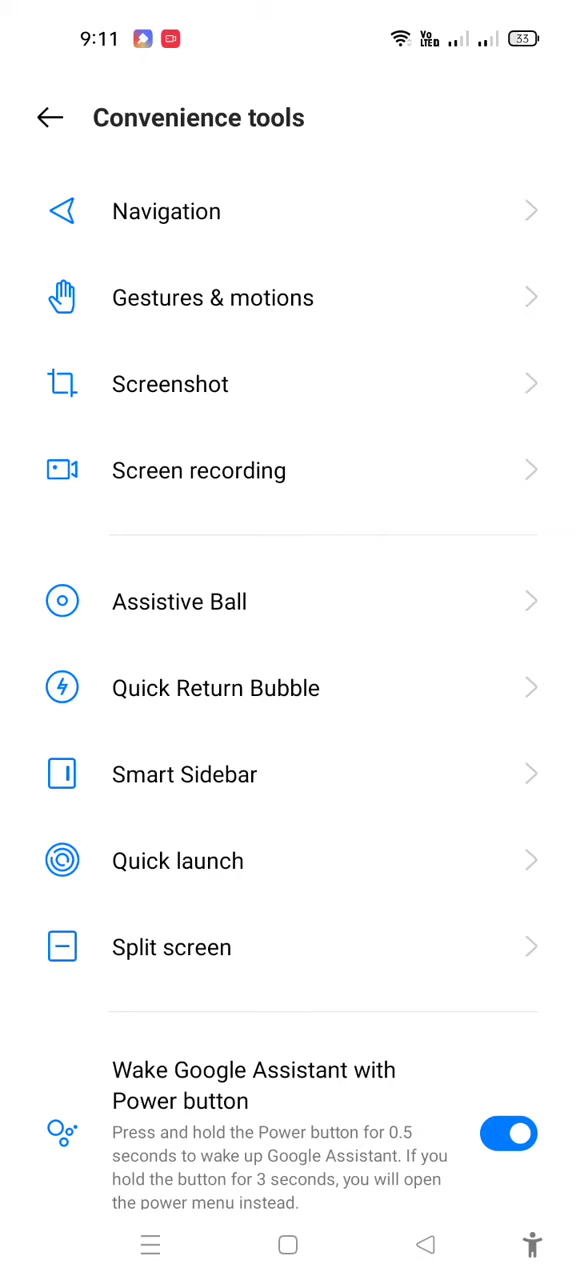 9:11
Vo
LTE
33
Convenience tools
Navigation
Gestures & motions
Screenshot
Screen recording
Assistive Ball
Quick Return Bubble
Smart Sidebar
Quick launch
Split screen
Wake Google Assistant with
Power button
Press and hold the Power button for 0.5
seconds to wake up Google Assistant. If you
hold the button for 3 seconds, you will open
the power menu instead.